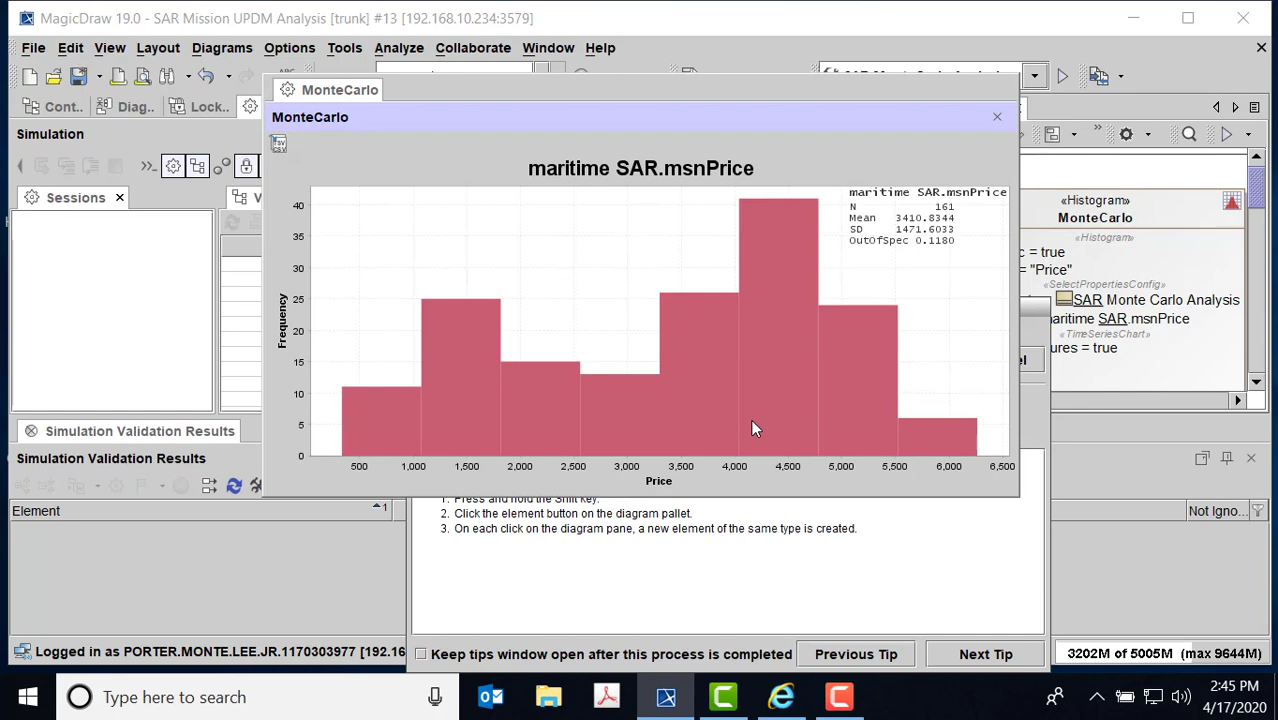 MagicDraw 19.0 - SAR Mission UPDM Analysis [trunk] #13 [192.168.10.234:3579]
File Edit View Layout Diagrams Options Tools Analyze Collaborate Window Help
Cont.. Diag.. Lock..
MonteCarlo
Simulation
MonteCarlo
Sessions
maritime SAR.msnPrice
maritime SAR.msnPrice
N 161
Mean 3410.8344
SD 1471.6033
OutOfSpec 0.1180
Frequency
40
35
30
25
20
15
10
5
0
500 1,000 1,500 2,000 2,500 3,000 3,500 4,000 4,500 5,000 5,500 6,000 6,500
Price
«Histogram»
MonteCarlo
«Histogram»
c = true
= "Price"
«SelectPropertiesConfig»
SAR Monte Carlo Analysis
aritime SAR.msnPrice
«TimeSeriesChart»
ures = true
Simulation Validation Results
Simulation Validation Results
Element
Not Igno...
1. Press and hold the Shift key.
2. Click the element button on the diagram pallet.
3. On each click on the diagram pane, a new element of the same type is created.
Logged in as PORTER.MONTE.LEE.JR.1170303977 [192.16
Keep tips window open after this process is completed
Previous Tip
Next Tip
3202M of 5005M (max 9644M)
Type here to search
2:45 PM
4/17/2020